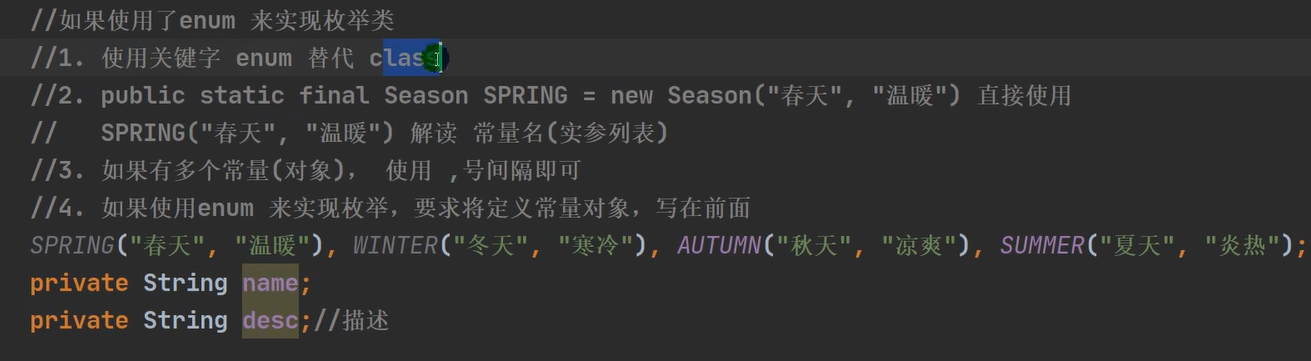 //如果使用了enum 来实现枚举类
//1. 使用关键字 enum 替代 class
//2. public static final Season SPRING = new Season("春天", "温暖") 直接使用
//   SPRING("春天", "温暖") 解读 常量名(实参列表)
//3. 如果有多个常量(对象)， 使用 ,号间隔即可
//4. 如果使用enum 来实现枚举，要求将定义常量对象，写在前面
SPRING("春天", "温暖"), WINTER("冬天", "寒冷"), AUTUMN("秋天", "凉爽"), SUMMER("夏天", "炎热");
private String name;
private String desc;//描述